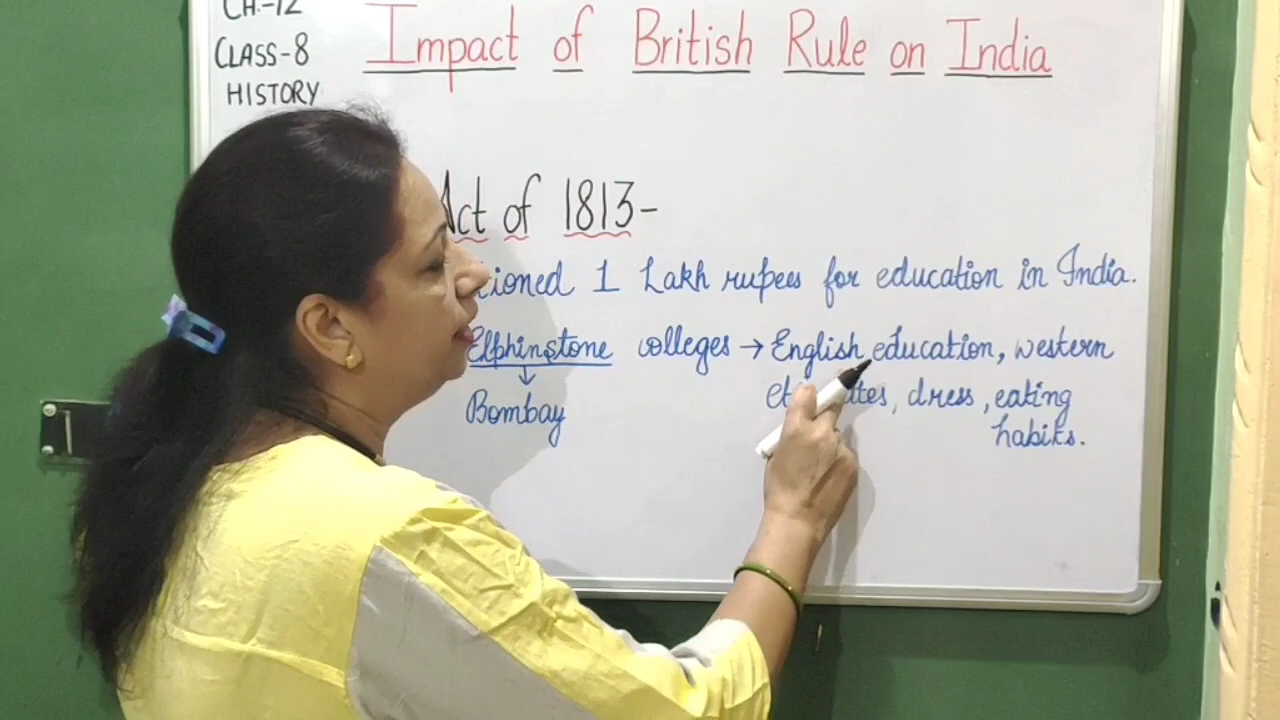 CH.-12
CLASS-8
HISTORY
Impact of British Rule on India
Act of 1813-
1 Lakh rupees for education in India.
Elphinstone colleges → English education, western
dress, eating
Bombay
habits.